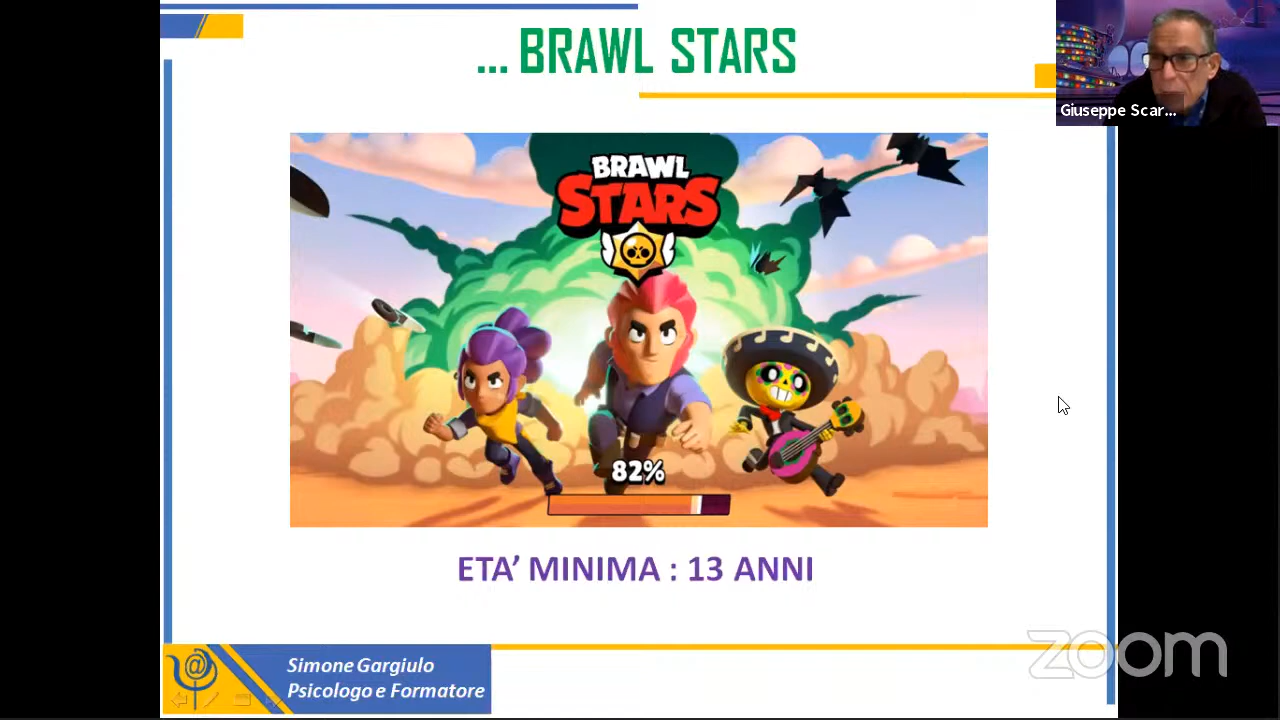 ... BRAWL STARS
Giuseppe Scar...
BRAWL
STARS
82%
ETA' MINIMA : 13 ANNI
@
Simone Gargiulo
Psicologo e Formatore
zoom